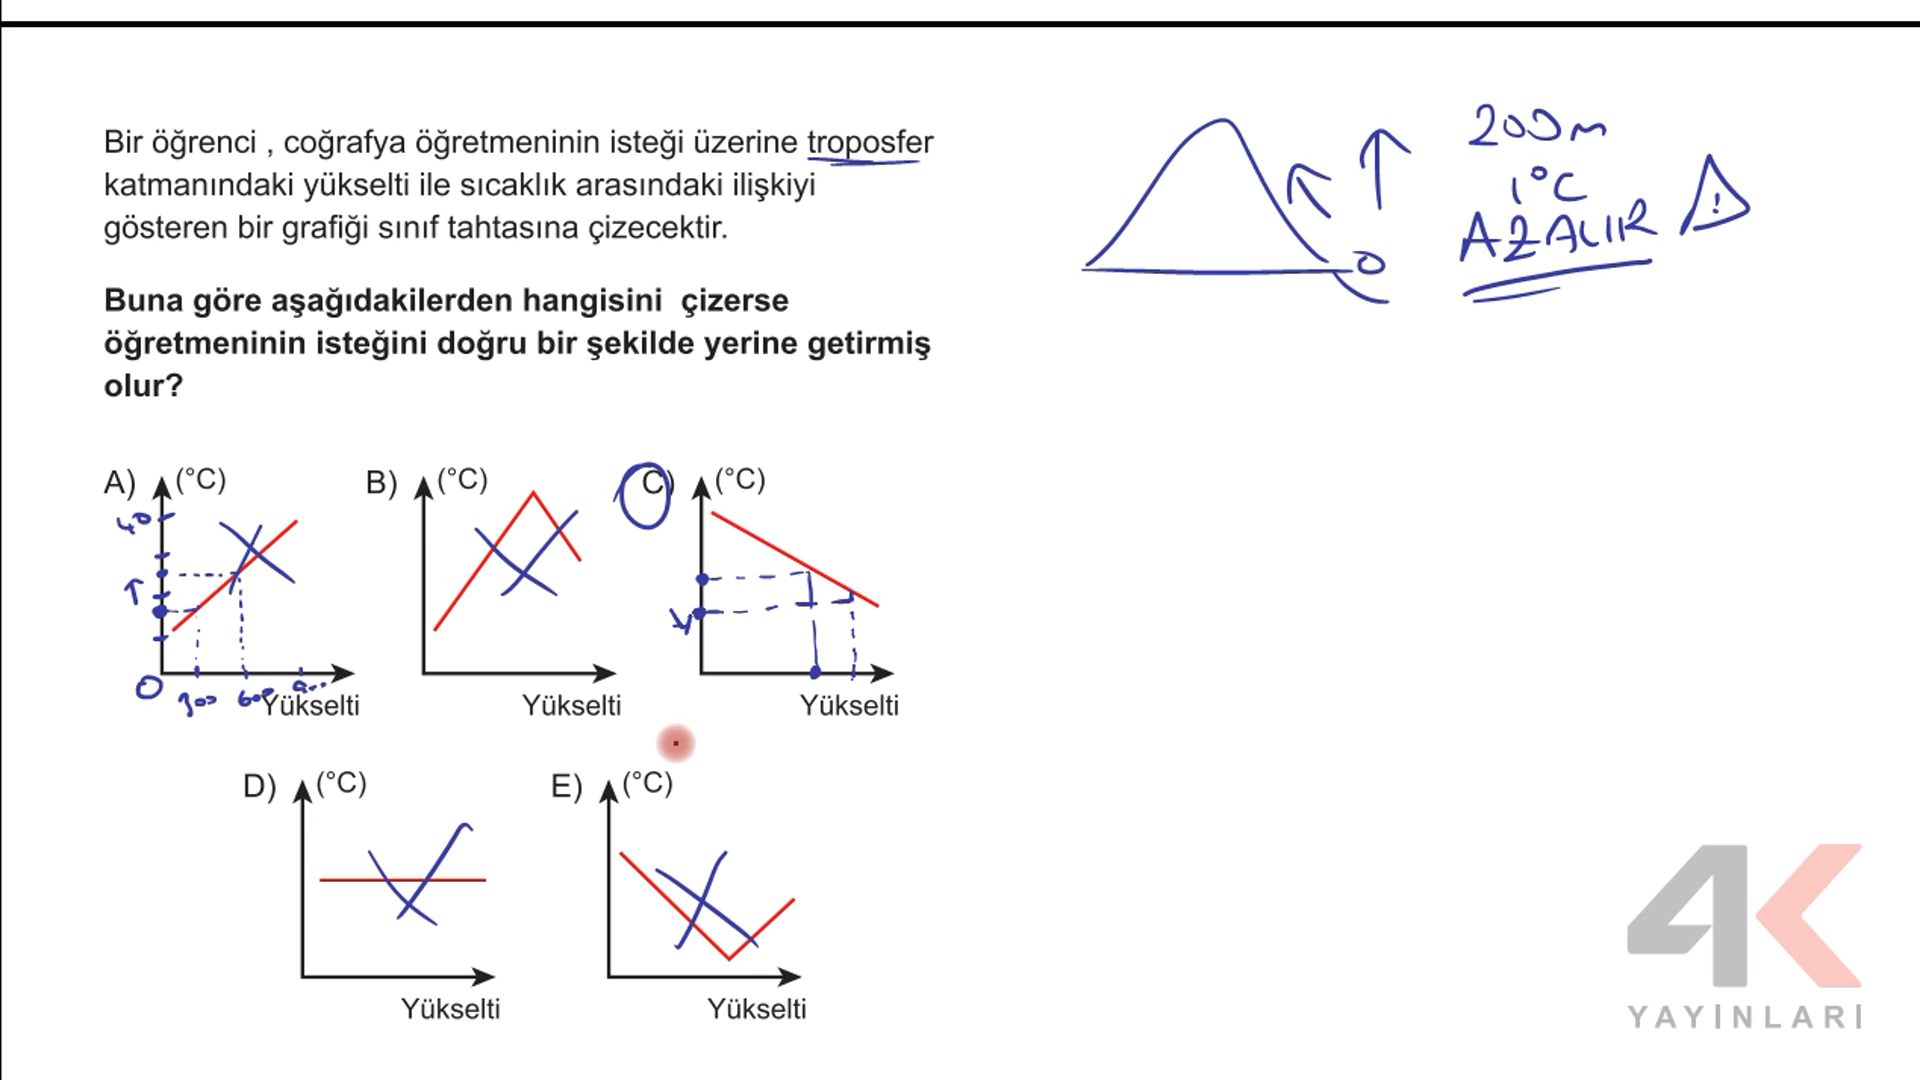 Bir öğrenci , coğrafya öğretmeninin isteği üzerine troposfer
katmanındaki yükselti ile sıcaklık arasındaki ilişkiyi
gösteren bir grafiği sınıf tahtasına çizecektir.
Buna göre aşağıdakilerden hangisini çizerse
öğretmeninin isteğini doğru bir şekilde yerine getirmiş
olur?
200m
1°C
AZALIR
!
A) (°C)
40
0
300 600
Yükselti
B) (°C)
Yükselti
C) (°C)
Yükselti
D) (°C)
Yükselti
E) (°C)
Yükselti
4K
YAYINLARI